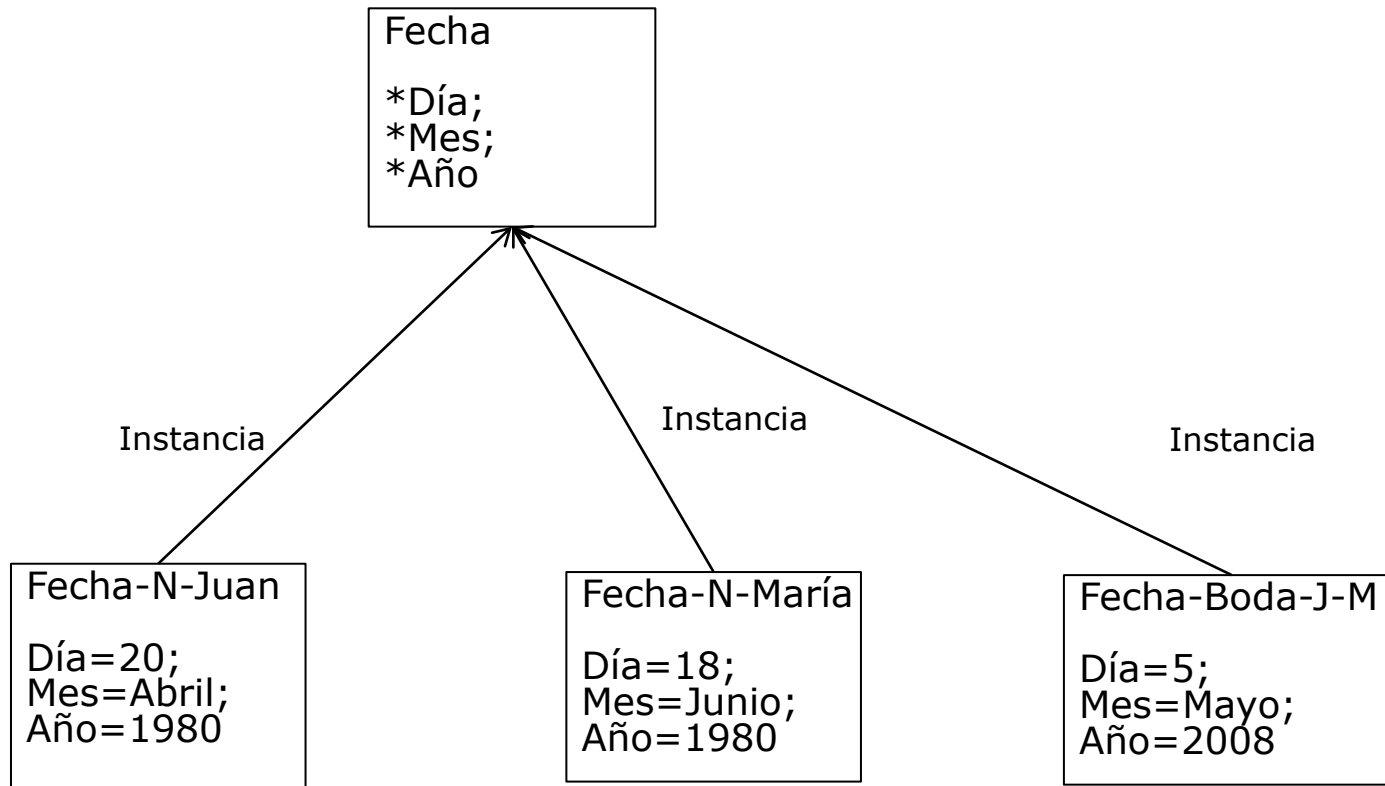 Fecha
*Día;
*Mes;
*Año
Instancia
Instancia
Instancia
Fecha-N-Juan
Día=20;
Mes=Abril;
Año=1980
Fecha-N-María
Día=18;
Mes=Junio;
Año=1980
Fecha-Boda-J-M
Día=5;
Mes=Mayo;
Año=2008